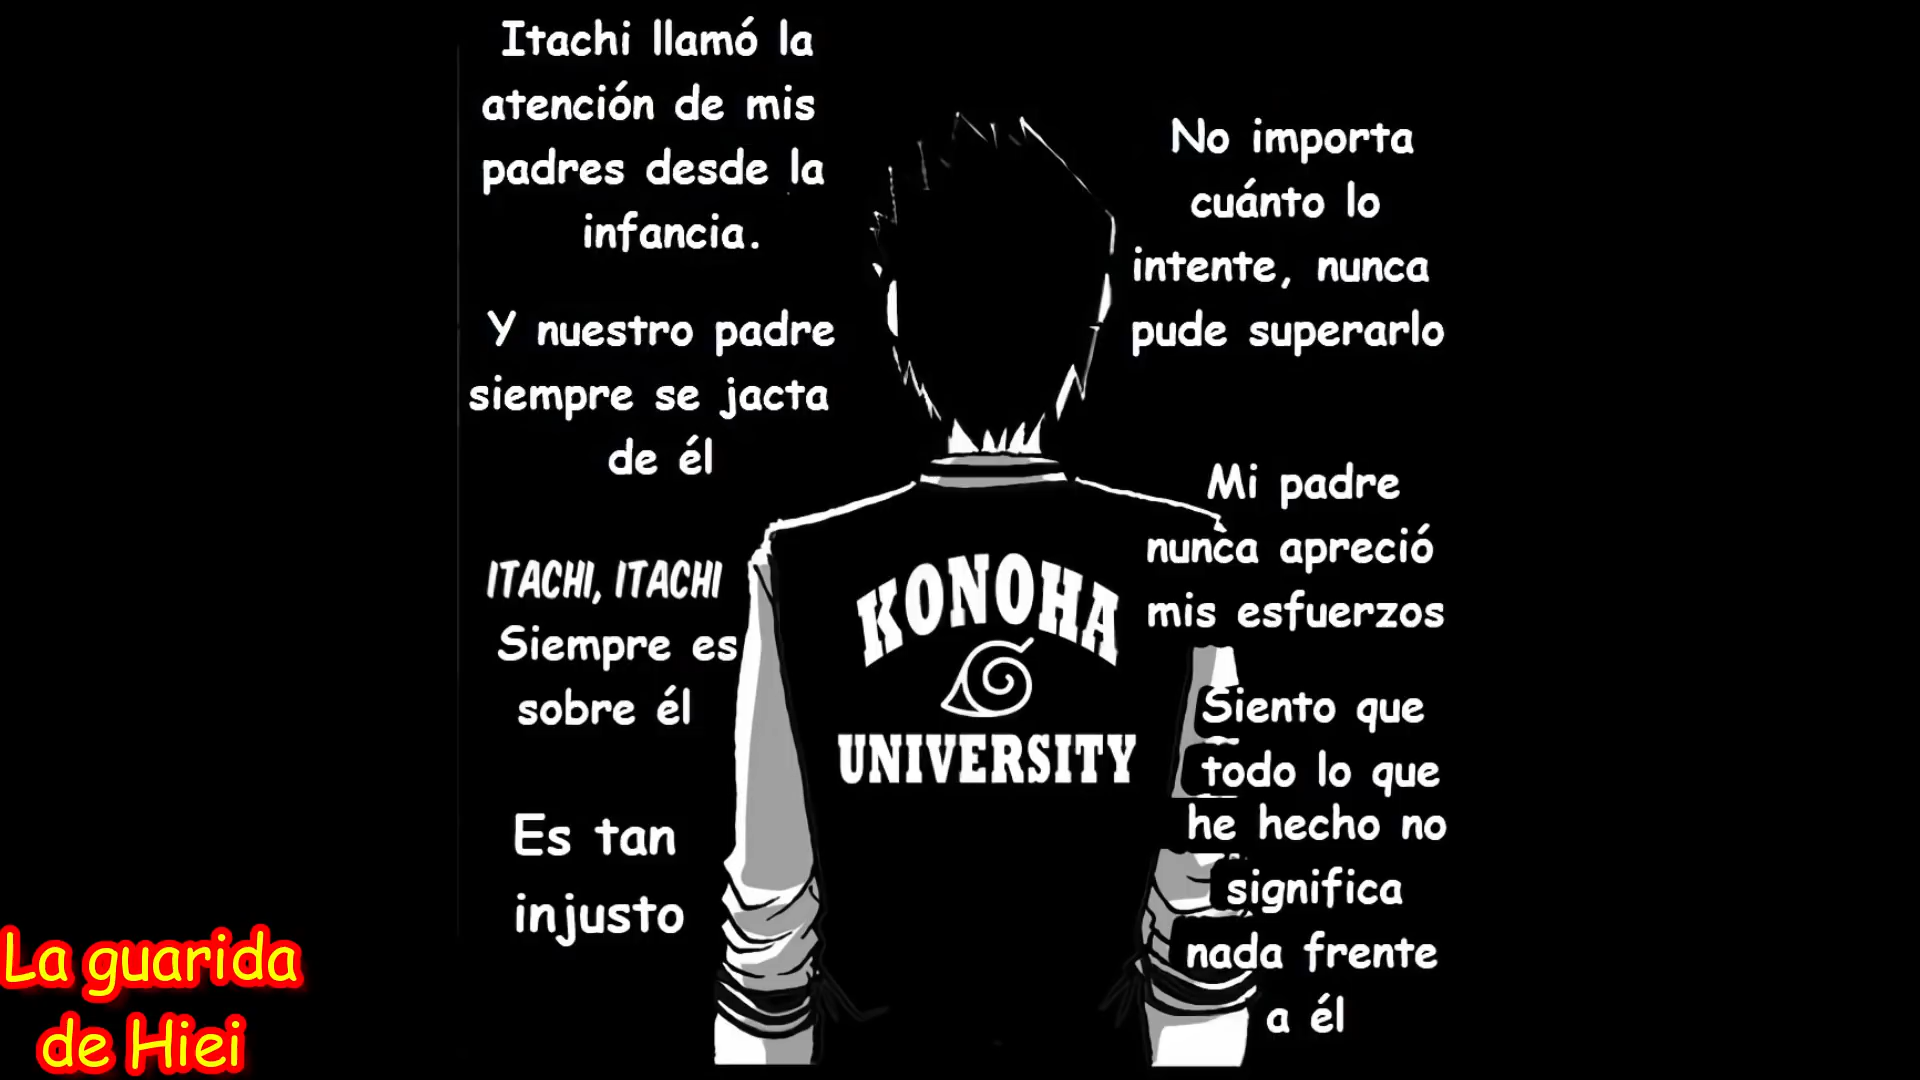 Itachi llamó la
atención de mis
padres desde la
infancia.
Y nuestro padre
siempre se jacta
de él
ITACHI, ITACHI
Siempre es
sobre él
Es tan
injusto
No importa
cuánto lo
intente, nunca
pude superarlo
Mi padre
nunca apreció
mis esfuerzos
Siento que
todo lo que
he hecho no
significa
nada frente
a él
KONOHA
UNIVERSITY
La guarida
de Hiei